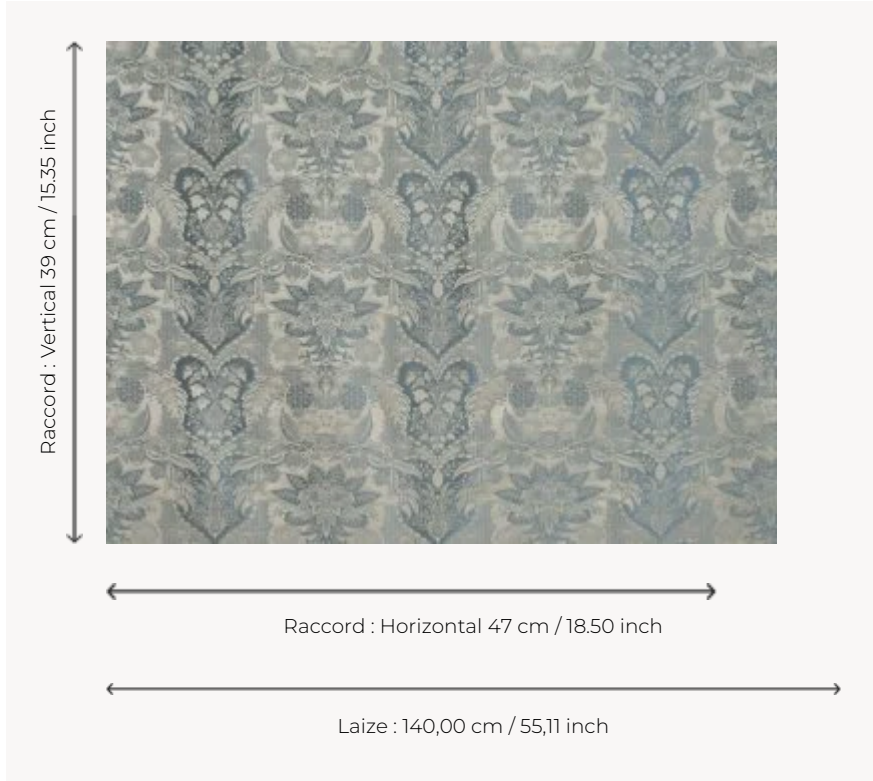 Raccord : Vertical 39 cm / 15.35 inch
Raccord : Horizontal 47 cm / 18.50 inch
Laize : 140,00 cm / 55,11 inch